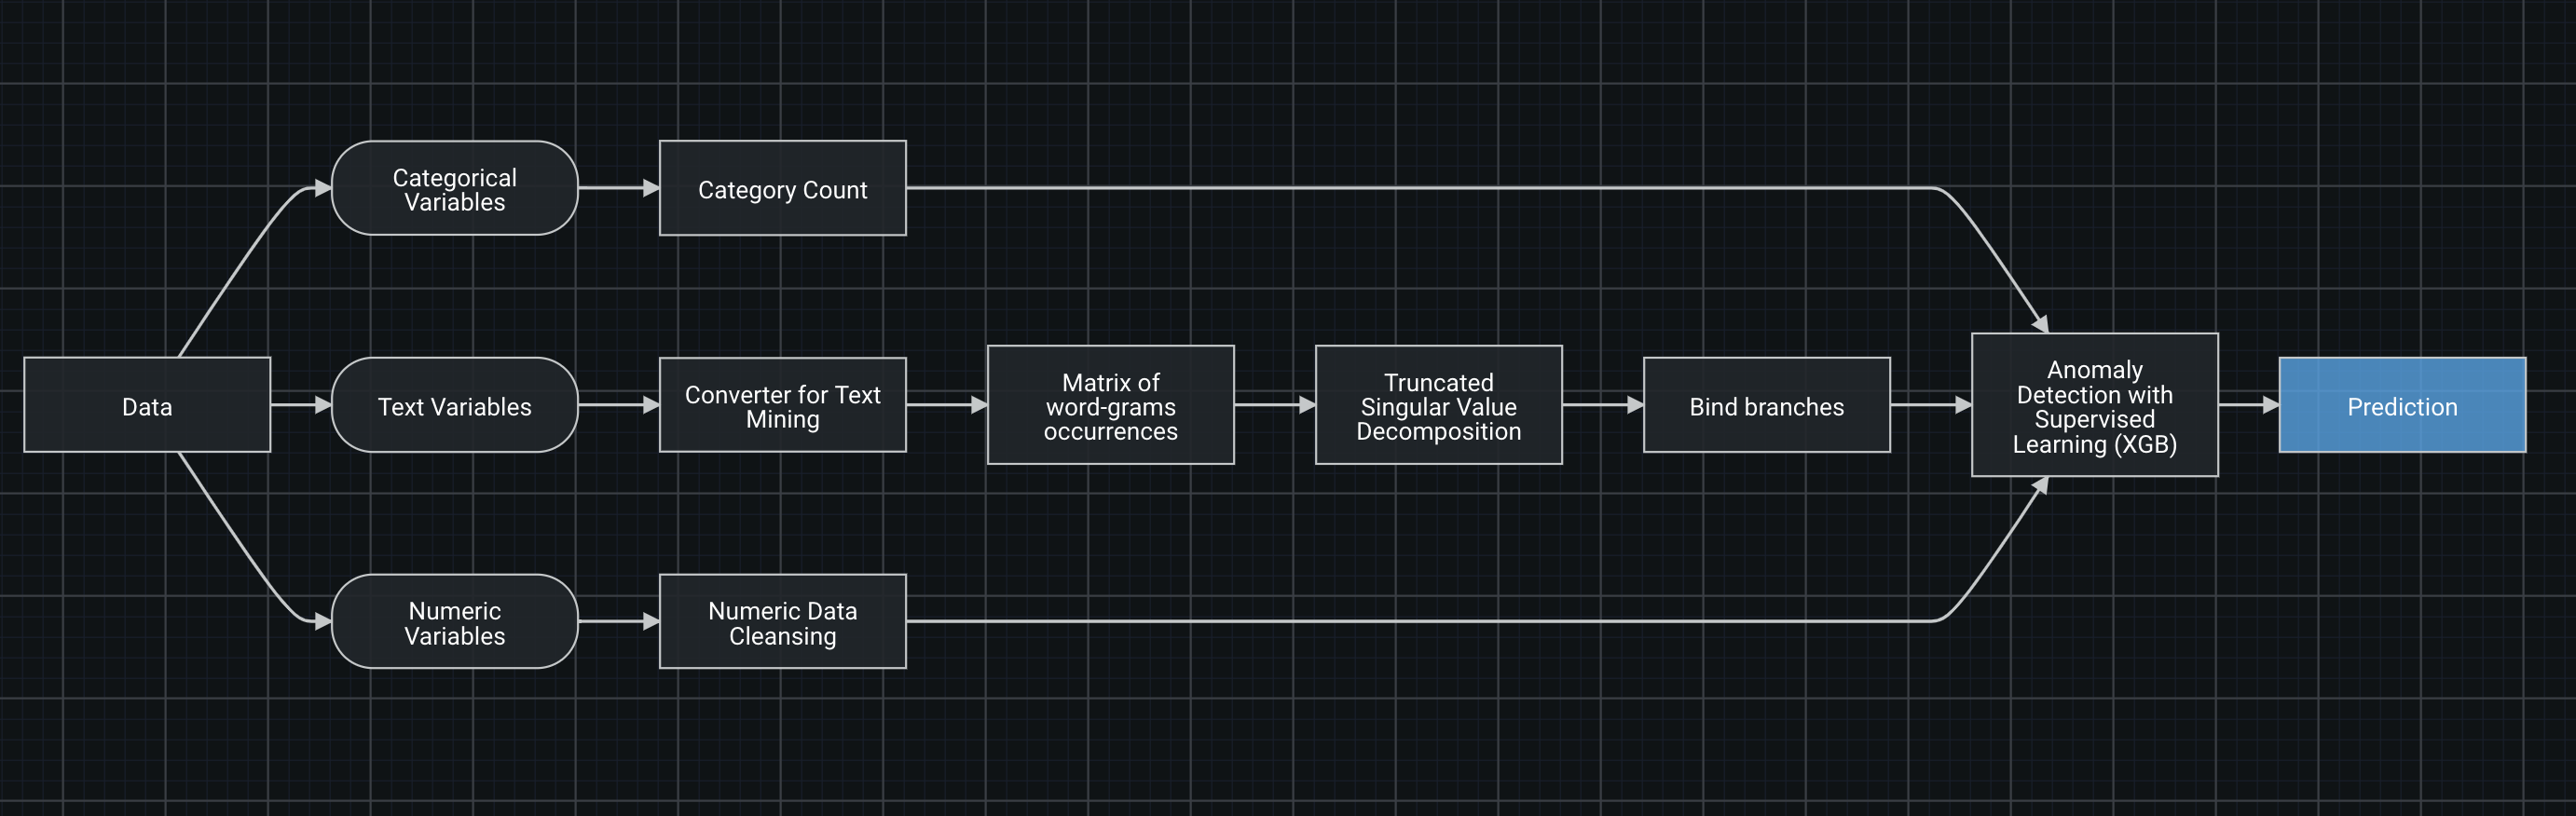 Categorical
Variables
Category Count
Data
Text Variables
Converter for Text
Mining
Matrix of
word-grams
occurrences
Truncated
Singular Value
Decomposition
Bind branches
Anomaly
Detection with
Supervised
Learning (XGB)
Prediction
Numeric
Variables
Numeric Data
Cleansing